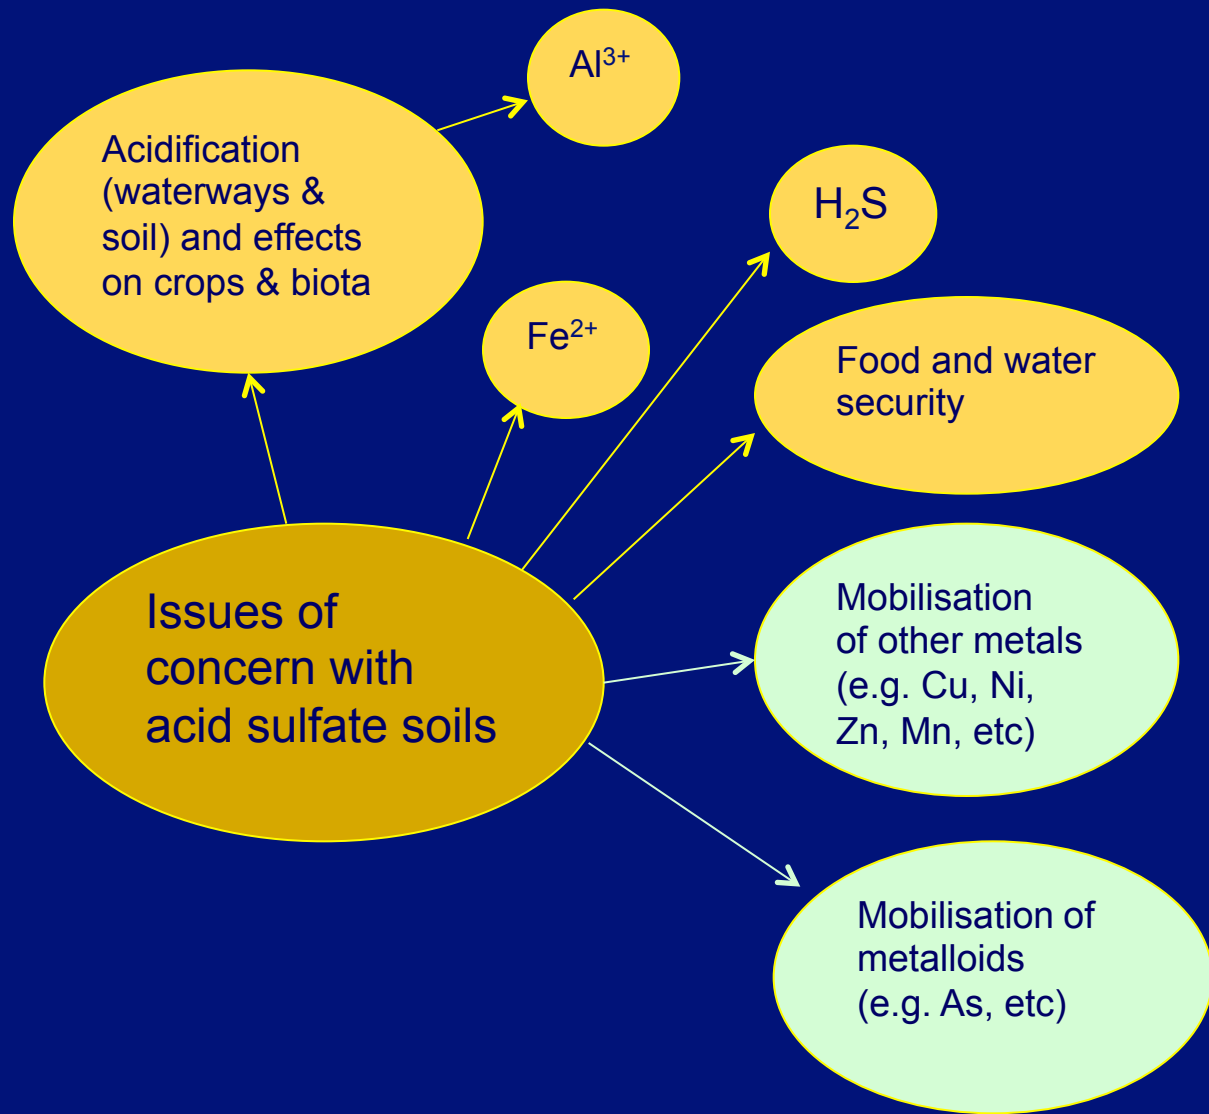 Al³⁺
Acidification
(waterways &
soil) and effects
on crops & biota
H₂S
Fe²⁺
Food and water
security
Issues of
concern with
acid sulfate soils
Mobilisation
of other metals
(e.g. Cu, Ni,
Zn, Mn, etc)
Mobilisation of
metalloids
(e.g. As, etc)